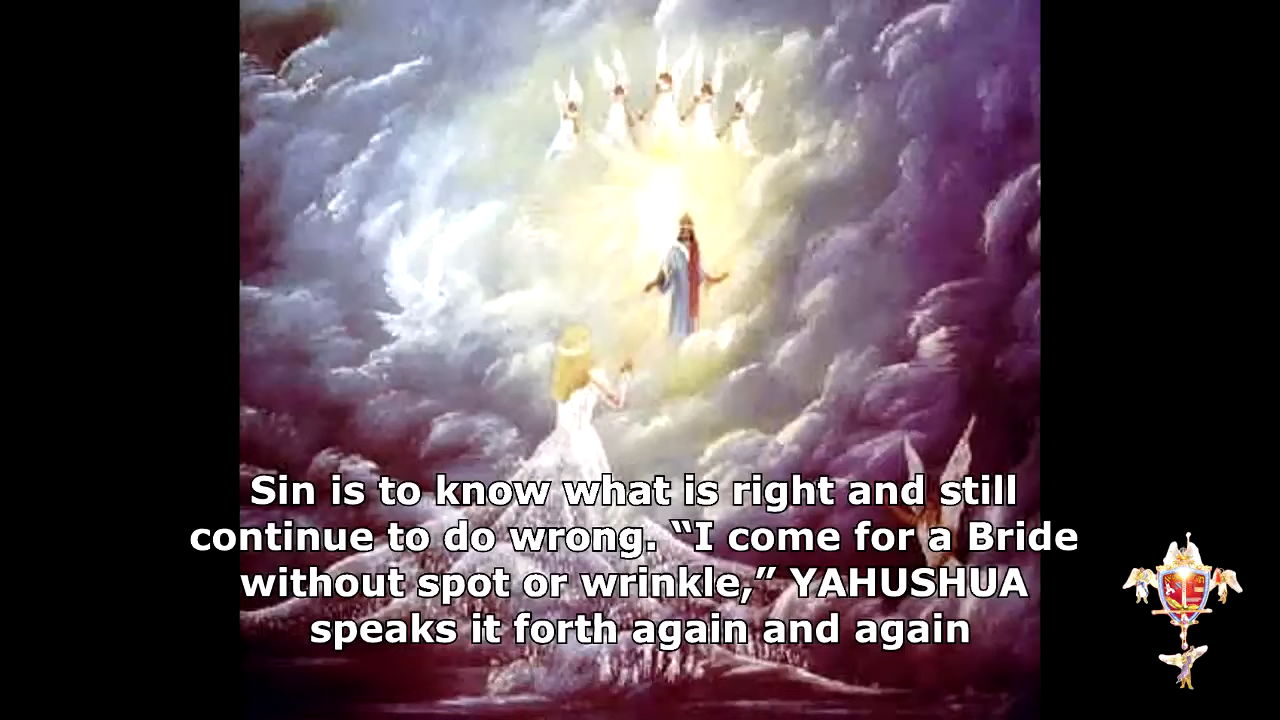 Sin is to know what is right and still
continue to do wrong. “I come for a Bride
without spot or wrinkle,” YAHUSHUA
speaks it forth again and again